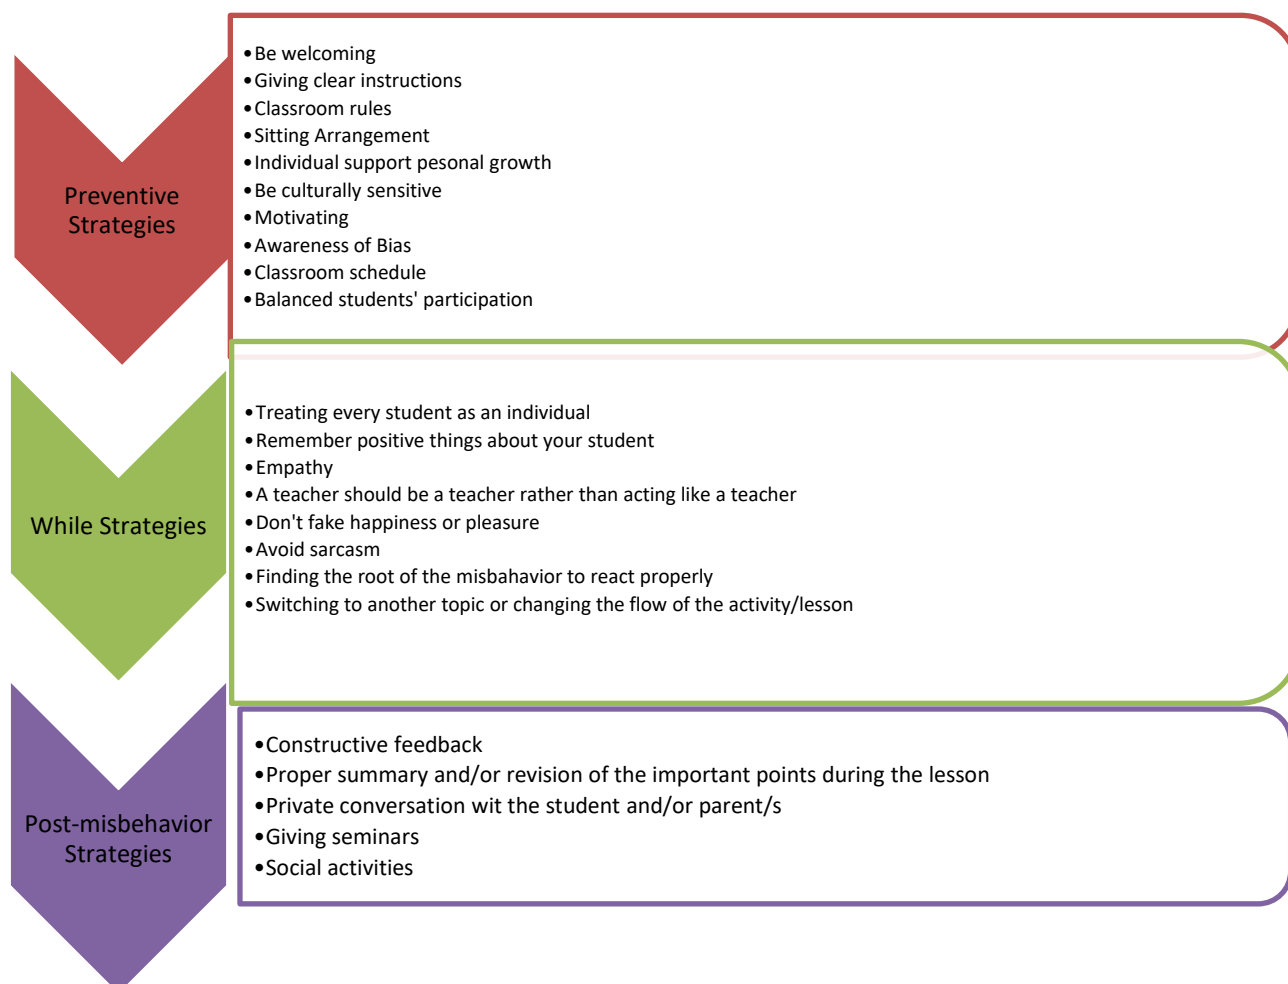 Preventive
Strategies
•Be welcoming
•Giving clear instructions
•Classroom rules
•Sitting Arrangement
•Individual support pesonal growth
•Be culturally sensitive
•Motivating
•Awareness of Bias
•Classroom schedule
•Balanced students' participation
While Strategies
•Treating every student as an individual
•Remember positive things about your student
•Empathy
•A teacher should be a teacher rather than acting like a teacher
•Don't fake happiness or pleasure
•Avoid sarcasm
•Finding the root of the misbahavior to react properly
•Switching to another topic or changing the flow of the activity/lesson
Post-misbehavior
Strategies
•Constructive feedback
•Proper summary and/or revision of the important points during the lesson
•Private conversation wit the student and/or parent/s
•Giving seminars
•Social activities